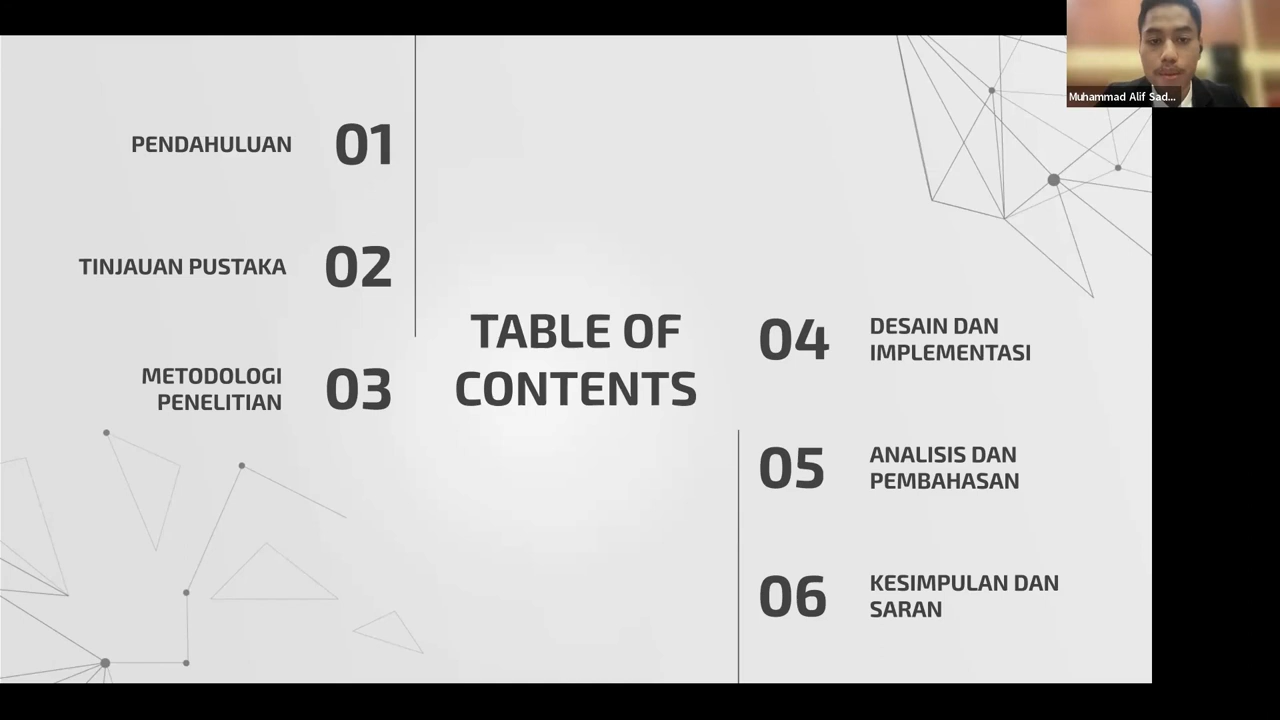 PENDAHULUAN 01
TINJAUAN PUSTAKA 02
METODOLOGI
PENELITIAN
03
TABLE OF
CONTENTS
04
DESAIN DAN
IMPLEMENTASI
05
ANALISIS DAN
PEMBAHASAN
06
KESIMPULAN DAN
SARAN
Muhammad Alif Sad...